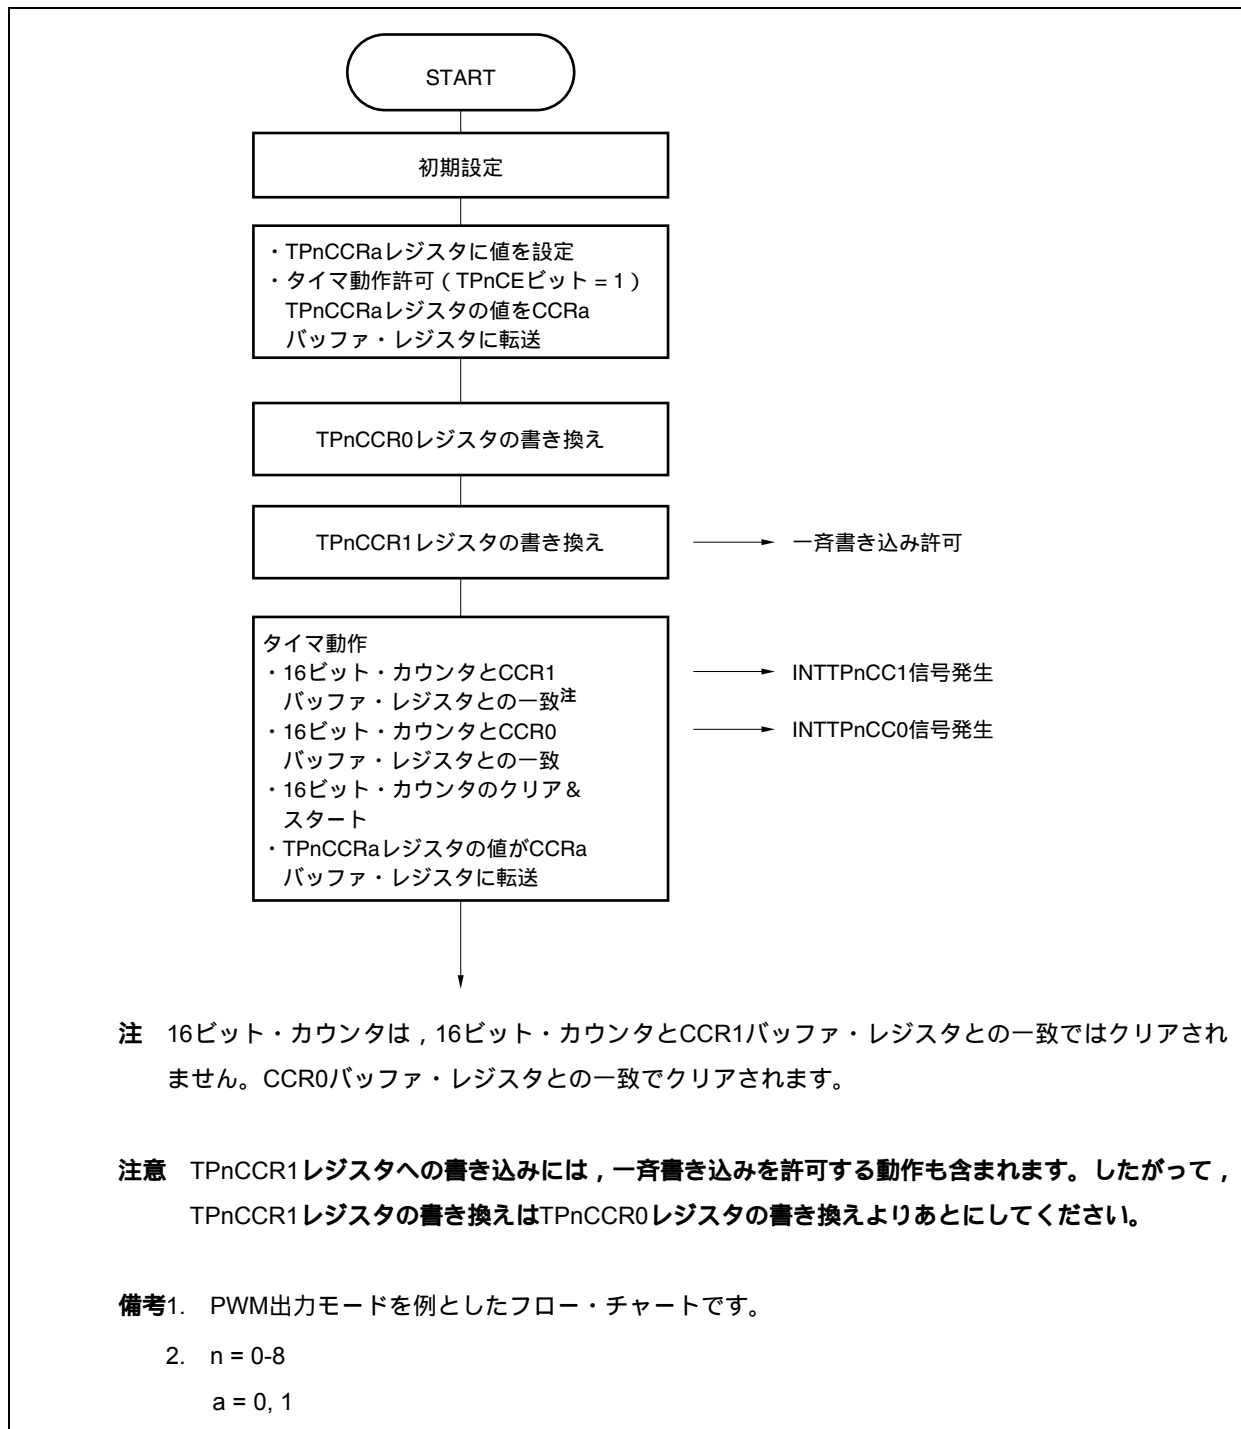 START
初期設定
・TPnCCRaレジスタに値を設定
・タイマ動作許可（TPnCEビット = 1）
TPnCCRaレジスタの値をCCRa
バッファ・レジスタに転送
TPnCCR0レジスタの書き換え
TPnCCR1レジスタの書き換え
一斉書き込み許可
タイマ動作
・16ビット・カウンタとCCR1
バッファ・レジスタとの一致注
INTTPnCC1信号発生
・16ビット・カウンタとCCR0
バッファ・レジスタとの一致
INTTPnCC0信号発生
・16ビット・カウンタのクリア＆
スタート
・TPnCCRaレジスタの値がCCRa
バッファ・レジスタに転送
注 16ビット・カウンタは，16ビット・カウンタとCCR1バッファ・レジスタとの一致ではクリアされ
ません。CCR0バッファ・レジスタとの一致でクリアされます。
注意 TPnCCR1レジスタへの書き込みには，一斉書き込みを許可する動作も含まれます。したがって，
TPnCCR1レジスタの書き換えはTPnCCR0レジスタの書き換えよりあとにしてください。
備考1. PWM出力モードを例としたフロー・チャートです。
2. n = 0-8
a = 0, 1